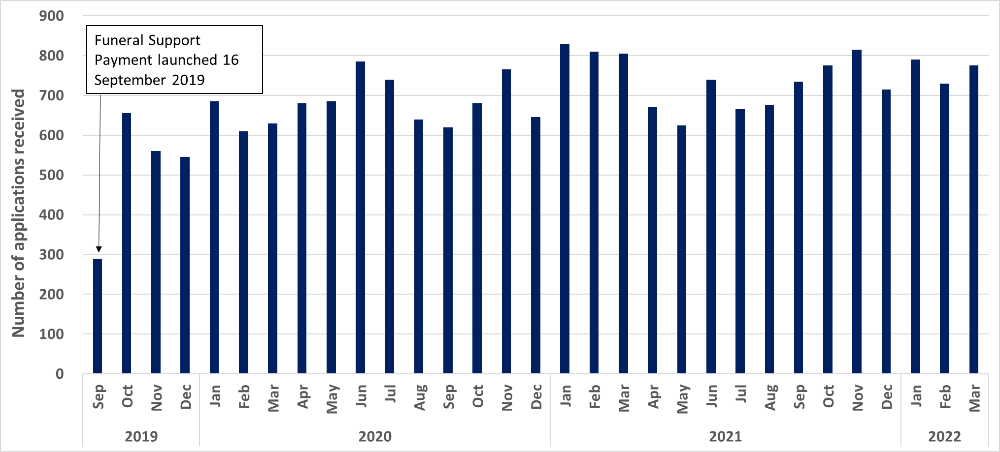 900
800
700
600
500
400
300
200
100
0
Number of applications received
Funeral Support
Payment launched 16
September 2019
Sep Oct Nov Dec Jan Feb Mar Apr May Jun Jul Aug Sep Oct Nov Dec Jan Feb Mar Apr May Jun Jul Aug Sep Oct Nov Dec Jan Feb Mar
2019 2020 2021 2022